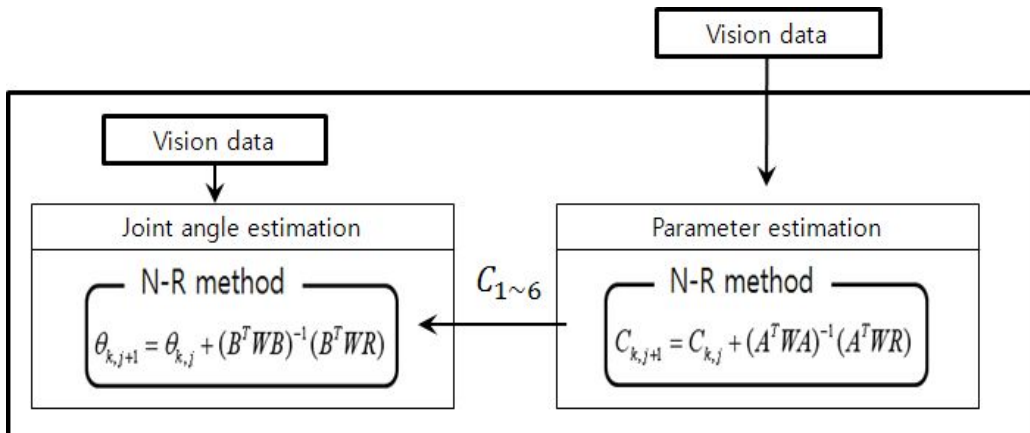 Vision data
Vision data
Joint angle estimation
N-R method
θ_{k,j+1} = θ_{k,j} + (B^T WB)^{-1}(B^T WR)
C_{1~6}
Parameter estimation
N-R method
C_{k,j+1} = C_{k,j} + (A^T WA)^{-1}(A^T WR)